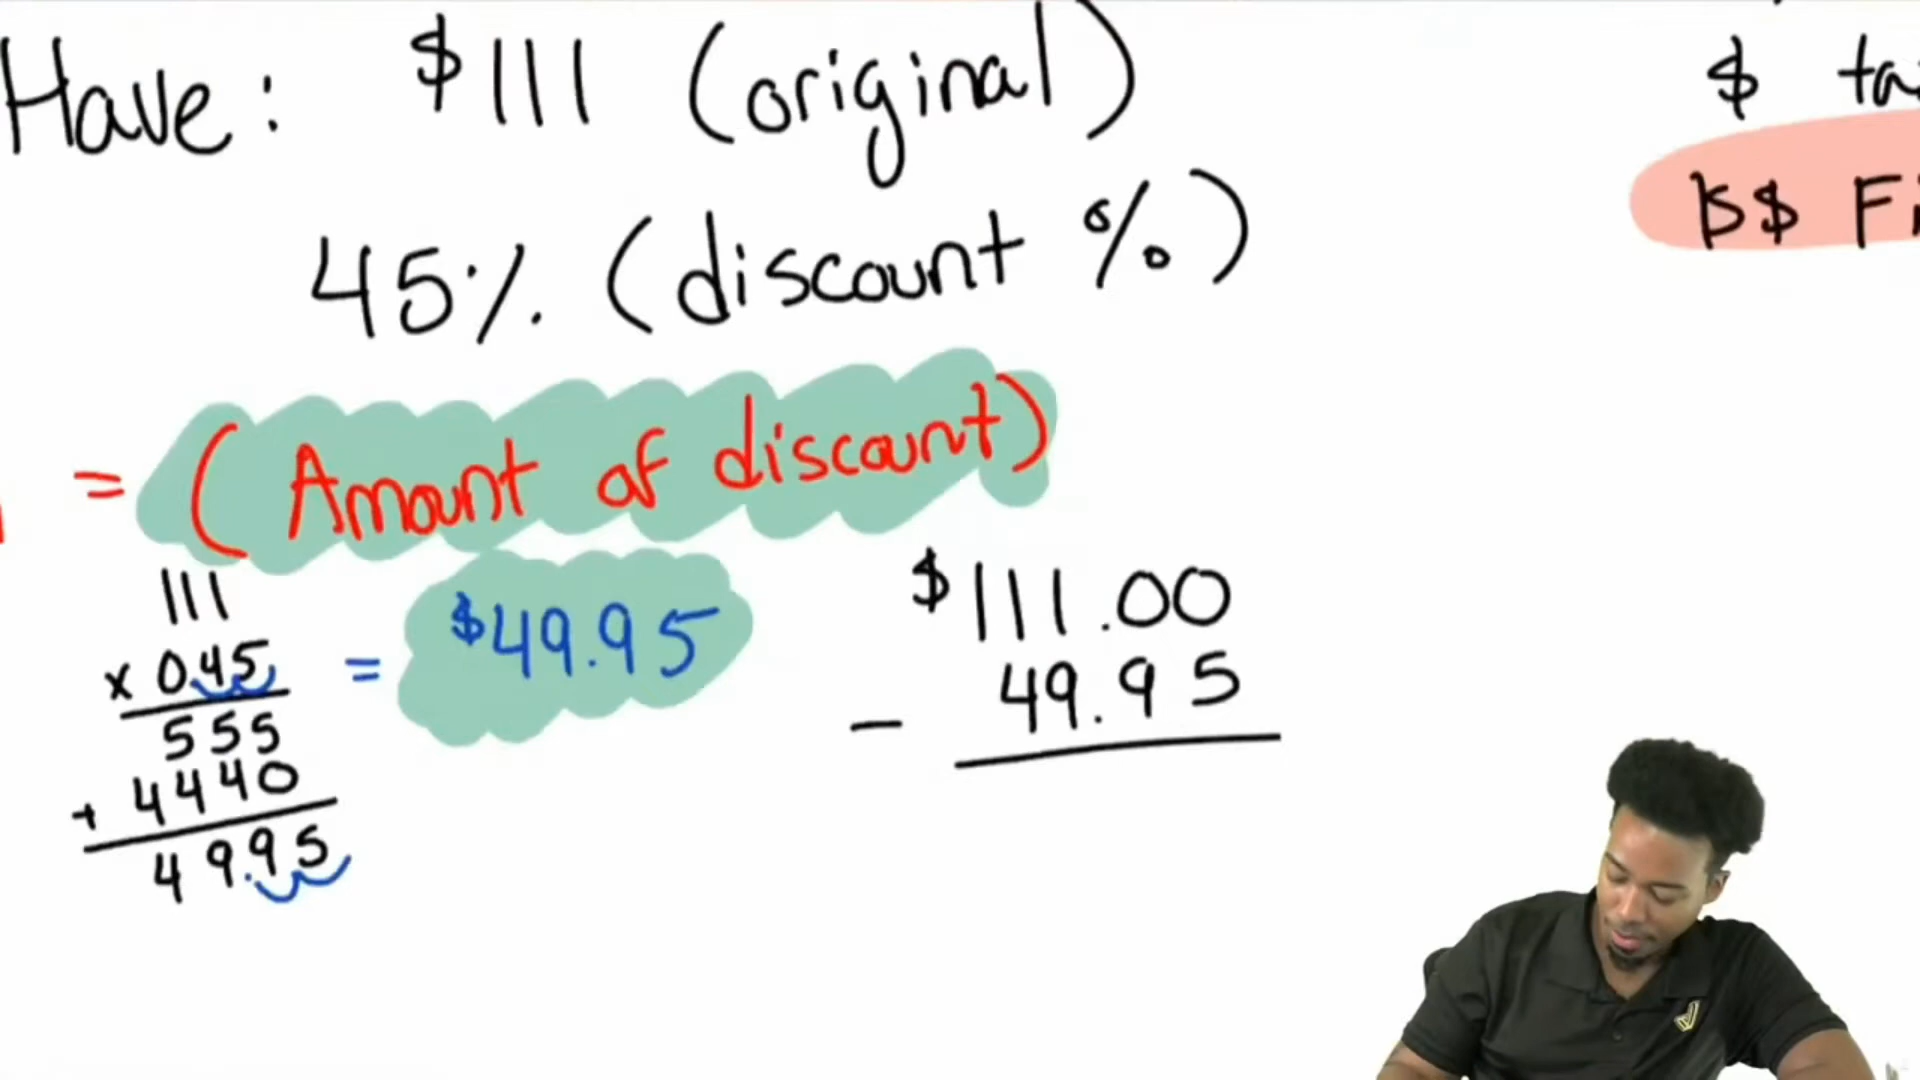 Have: $111 (original)
45% (discount %)
= (Amount of discount)
111
x 0.45
555
+ 4440
49.95
= $49.95
$111.00
- 49.95
$
$$